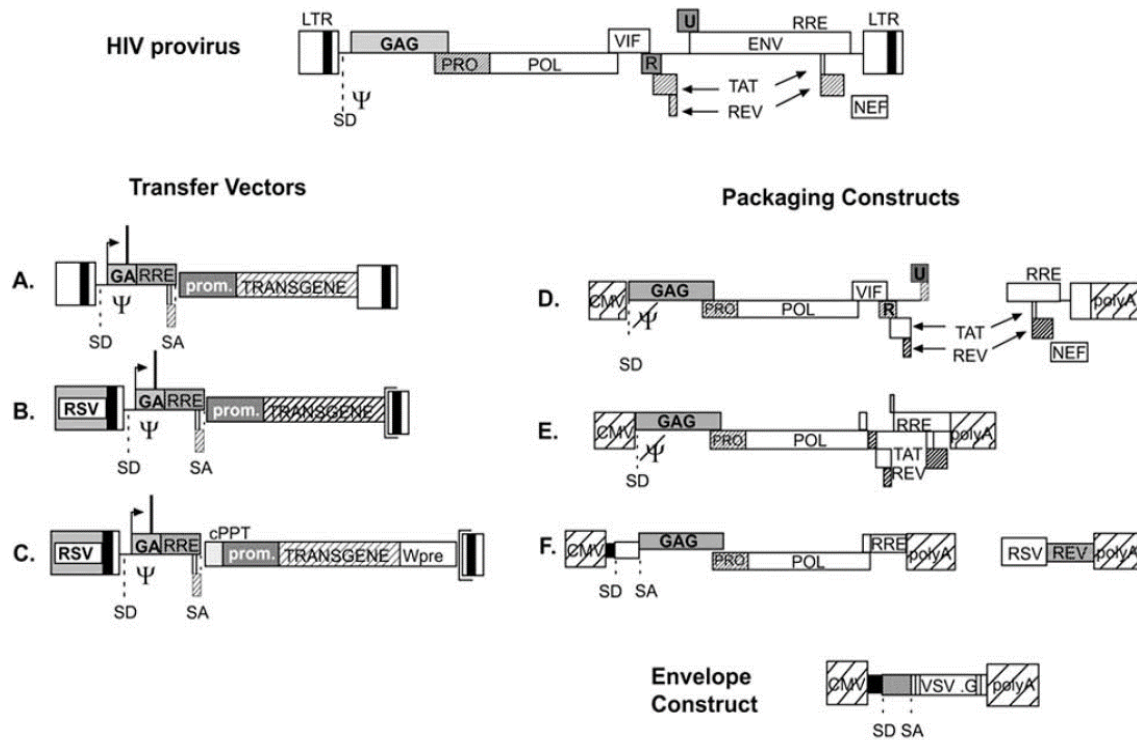 LTR
U
RRE
LTR
HIV provirus
GAG
VIF
ENV
PRO
POL
R
TAT
REV
NEF
Ψ
SD
Transfer Vectors
Packaging Constructs
A.
GA RRE
prom. TRANSGENE
Ψ
SD
SA
B.
RSV
GA RRE
prom. TRANSGENE
Ψ
SD
SA
C.
RSV
GA RRE
cPPT
prom. TRANSGENE Wpre
Ψ
SD
SA
D.
CMV
GAG
Ψ
PRO
POL
VIF
U
R
RRE
polyA
TAT
REV
NEF
SD
E.
CMV
GAG
Ψ
PRO
POL
RRE
polyA
TAT
REV
SD
F.
CMV
GAG
PRO
POL
RRE
polyA
RSV REV polyA
SD
SA
Envelope
Construct
CMV
VSV .G
polyA
SD SA